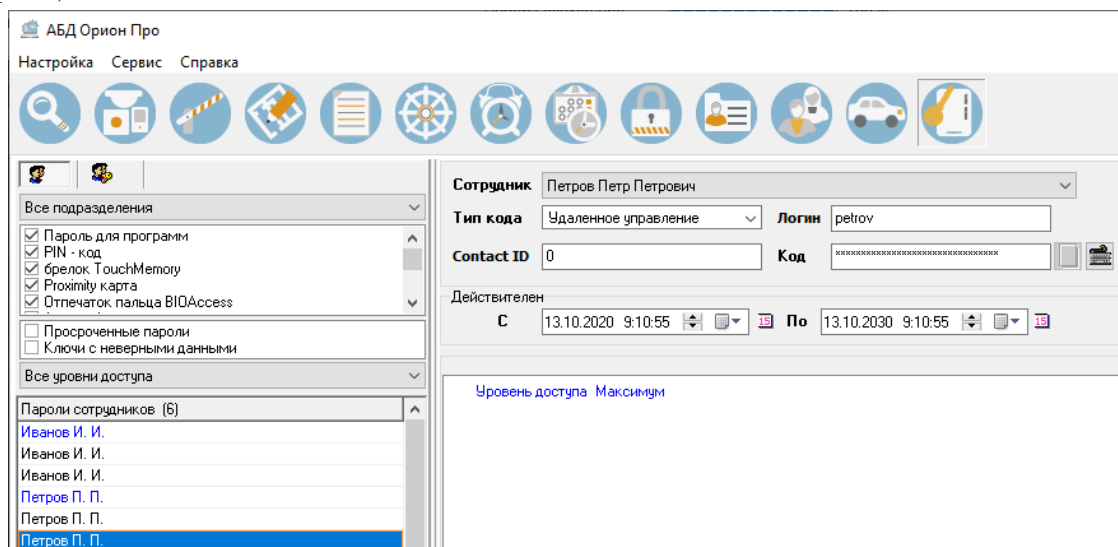 АБД Орион Про
Настройка Сервис Справка
Все подразделения
Пароль для программ
PIN - код
брелок TouchMemory
Proximity карта
Отпечаток пальца BIOAccess
Просроченные пароли
Ключи с неверными данными
Все уровни доступа
Пароли сотрудников (6)
Иванов И. И.
Иванов И. И.
Иванов И. И.
Петров П. П.
Петров П. П.
Петров П. П.
Сотрудник Петров Петр Петрович
Тип кода Удаленное управление Логин petrov
Contact ID 0 Код ××××××××××××××××××××××××××××××××
Действителен
С 13.10.2020 9:10:55 15 По 13.10.2030 9:10:55 15
Уровень доступа Максимум